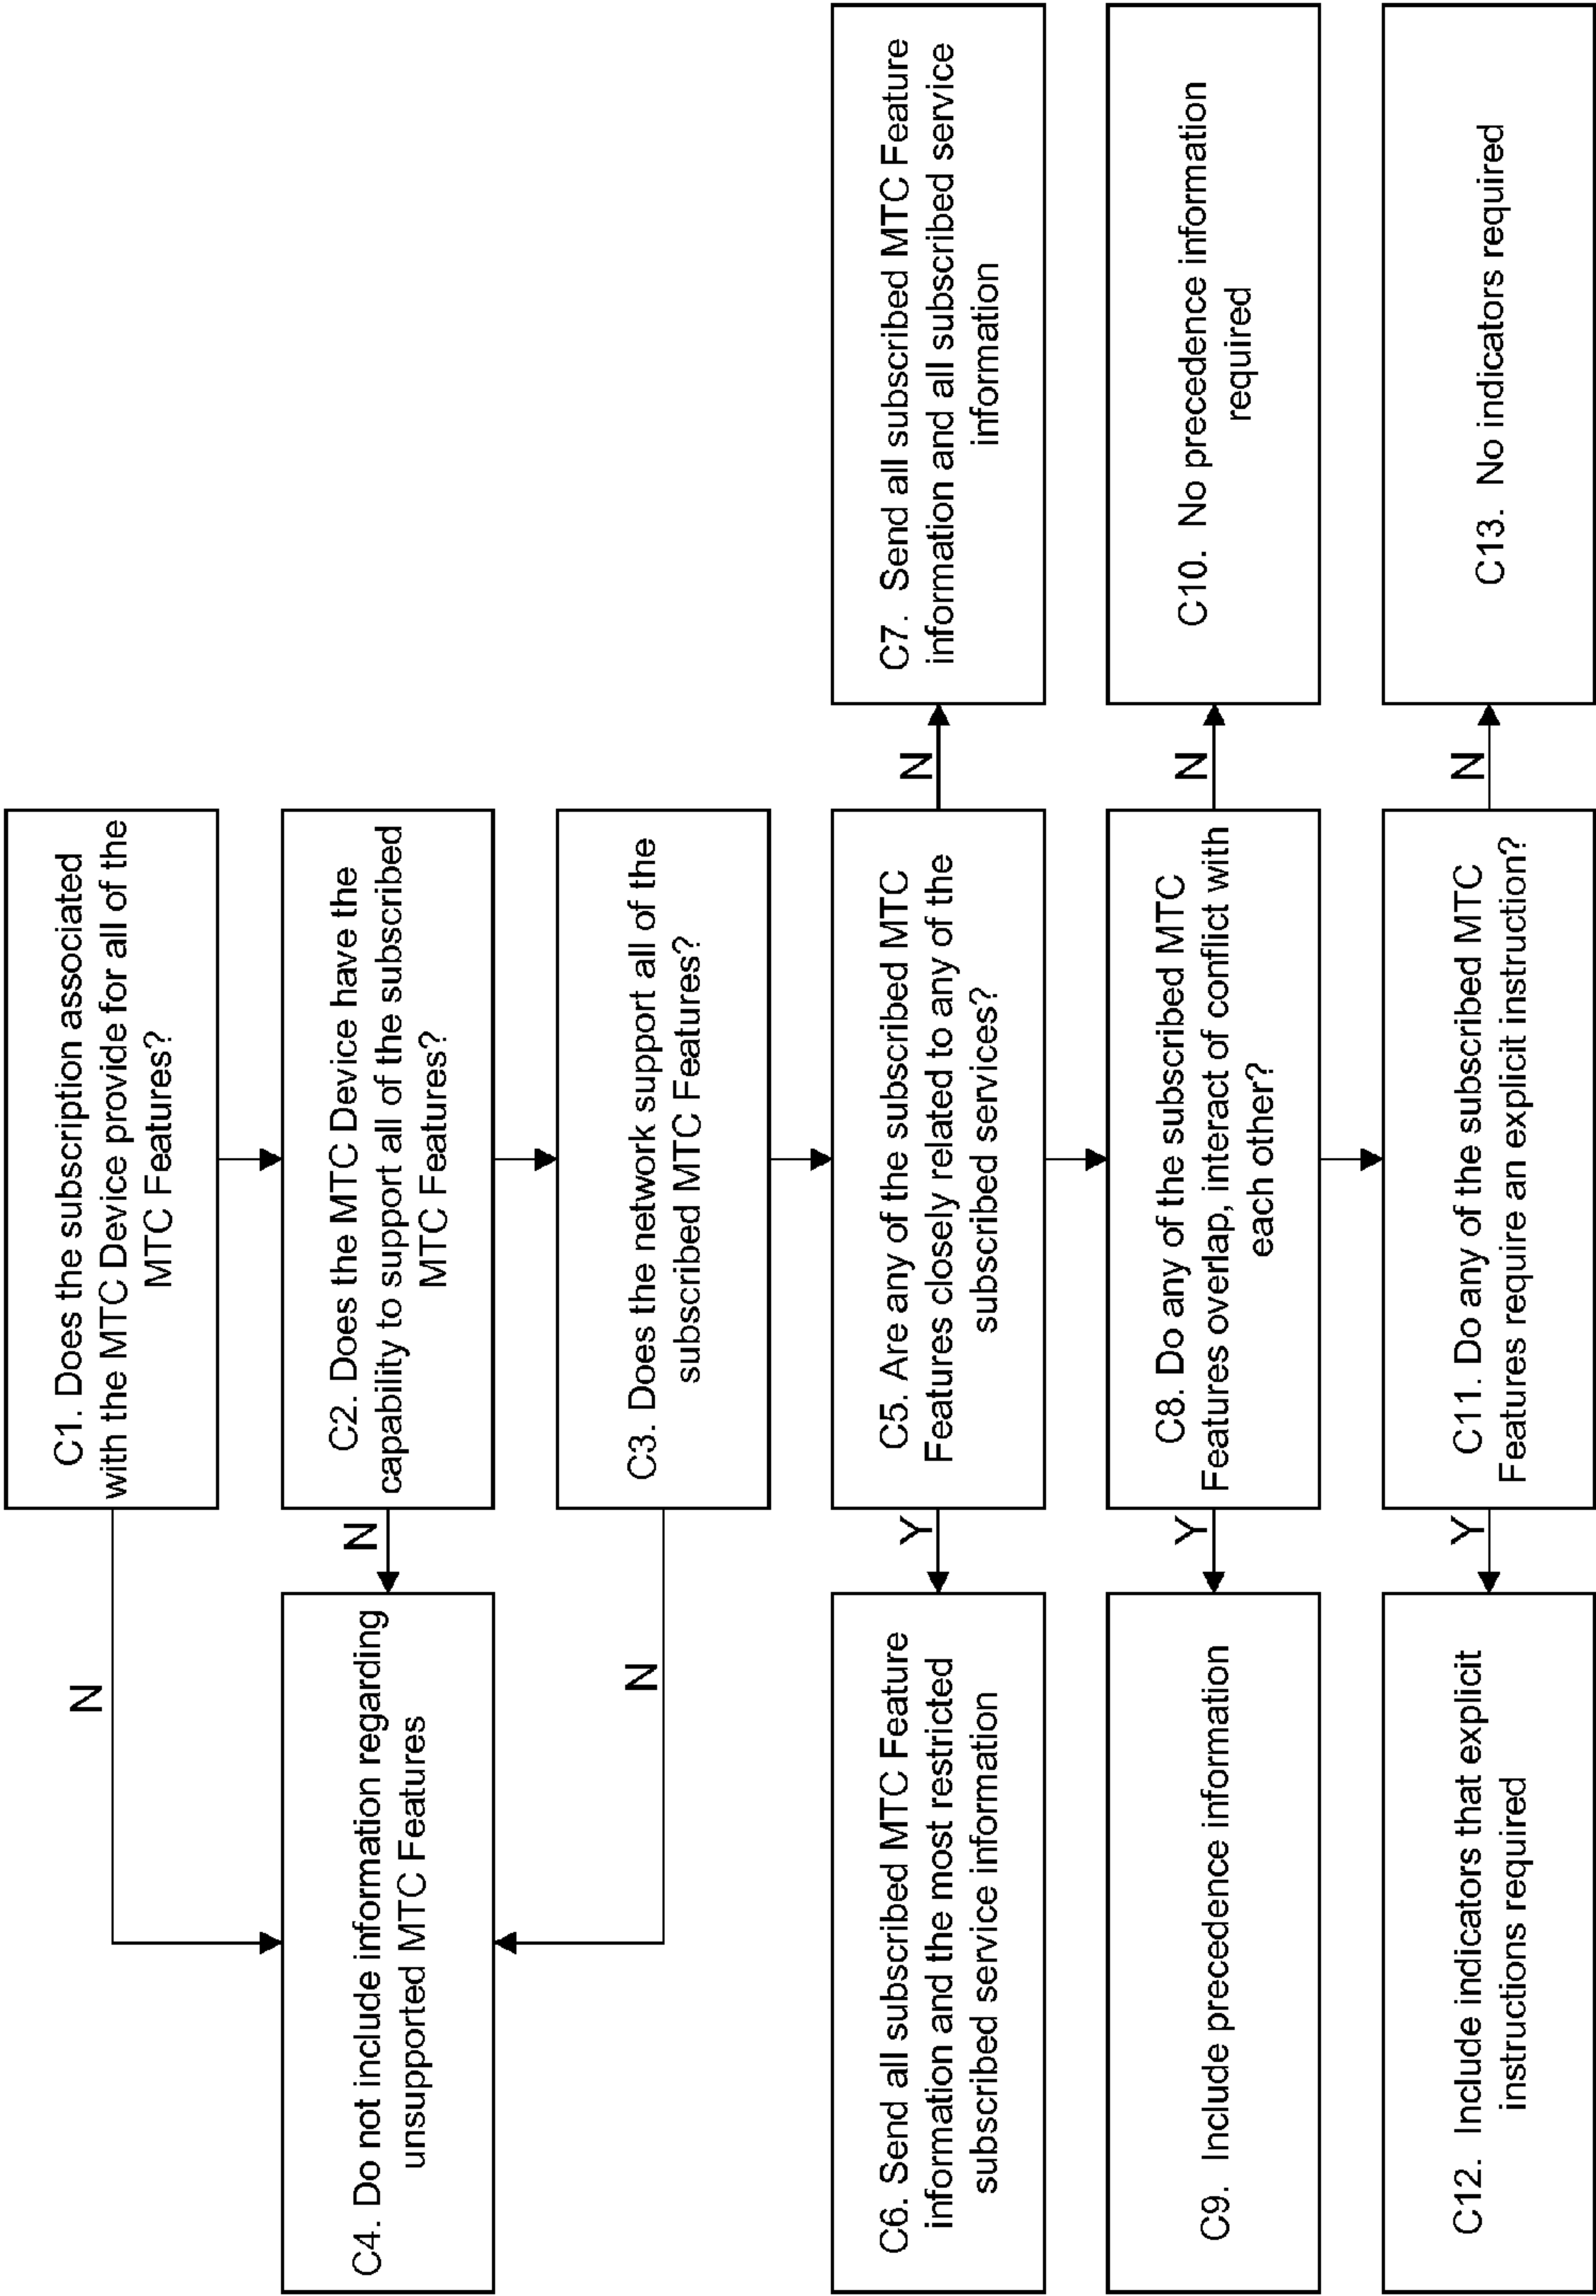 C1. Does the subscription associated
with the MTC Device provide for all of the
MTC Features?
N
C2. Does the MTC Device have the
capability to support all of the subscribed
MTC Features?
N
C4. Do not include information regarding
unsupported MTC Features
C3. Does the network support all of the
subscribed MTC Features?
N
C5. Are any of the subscribed MTC
Features closely related to any of the
subscribed services?
Y
N
C6. Send all subscribed MTC Feature
information and the most restricted
subscribed service information
C7. Send all subscribed MTC Feature
information and all subscribed service
information
C8. Do any of the subscribed MTC
Features overlap, interact of conflict with
each other?
Y
N
C9. Include precedence information
C10. No precedence information
required
C11. Do any of the subscribed MTC
Features require an explicit instruction?
Y
N
C12. Include indicators that explicit
instructions required
C13. No indicators required